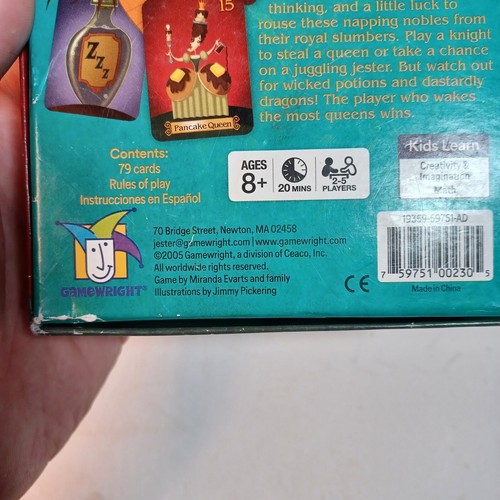 15
thinking, and a little luck to
rouse these napping nobles from
their royal slumbers. Play a knight
to steal a queen or take a chance
on a juggling jester. But watch out
for wicked potions and dastardly
dragons! The player who wakes
the most queens wins.
Z
Z
Z
Pancake Queen
Contents:
79 cards
Rules of play
Instrucciones en Español
AGES
8+
20 MINS
2-5
PLAYERS
Kids Learn
Creativity &
Imagination
Math
70 Bridge Street, Newton, MA 02458
jester@gamewright.com | www.gamewright.com
©2005 Gamewright, a division of Ceaco, Inc.
All worldwide rights reserved.
Game by Miranda Evarts and family
Illustrations by Jimmy Pickering
GAMEWRIGHT®
CE
19359-59751-AD
7 59751 00230 5
Made in China